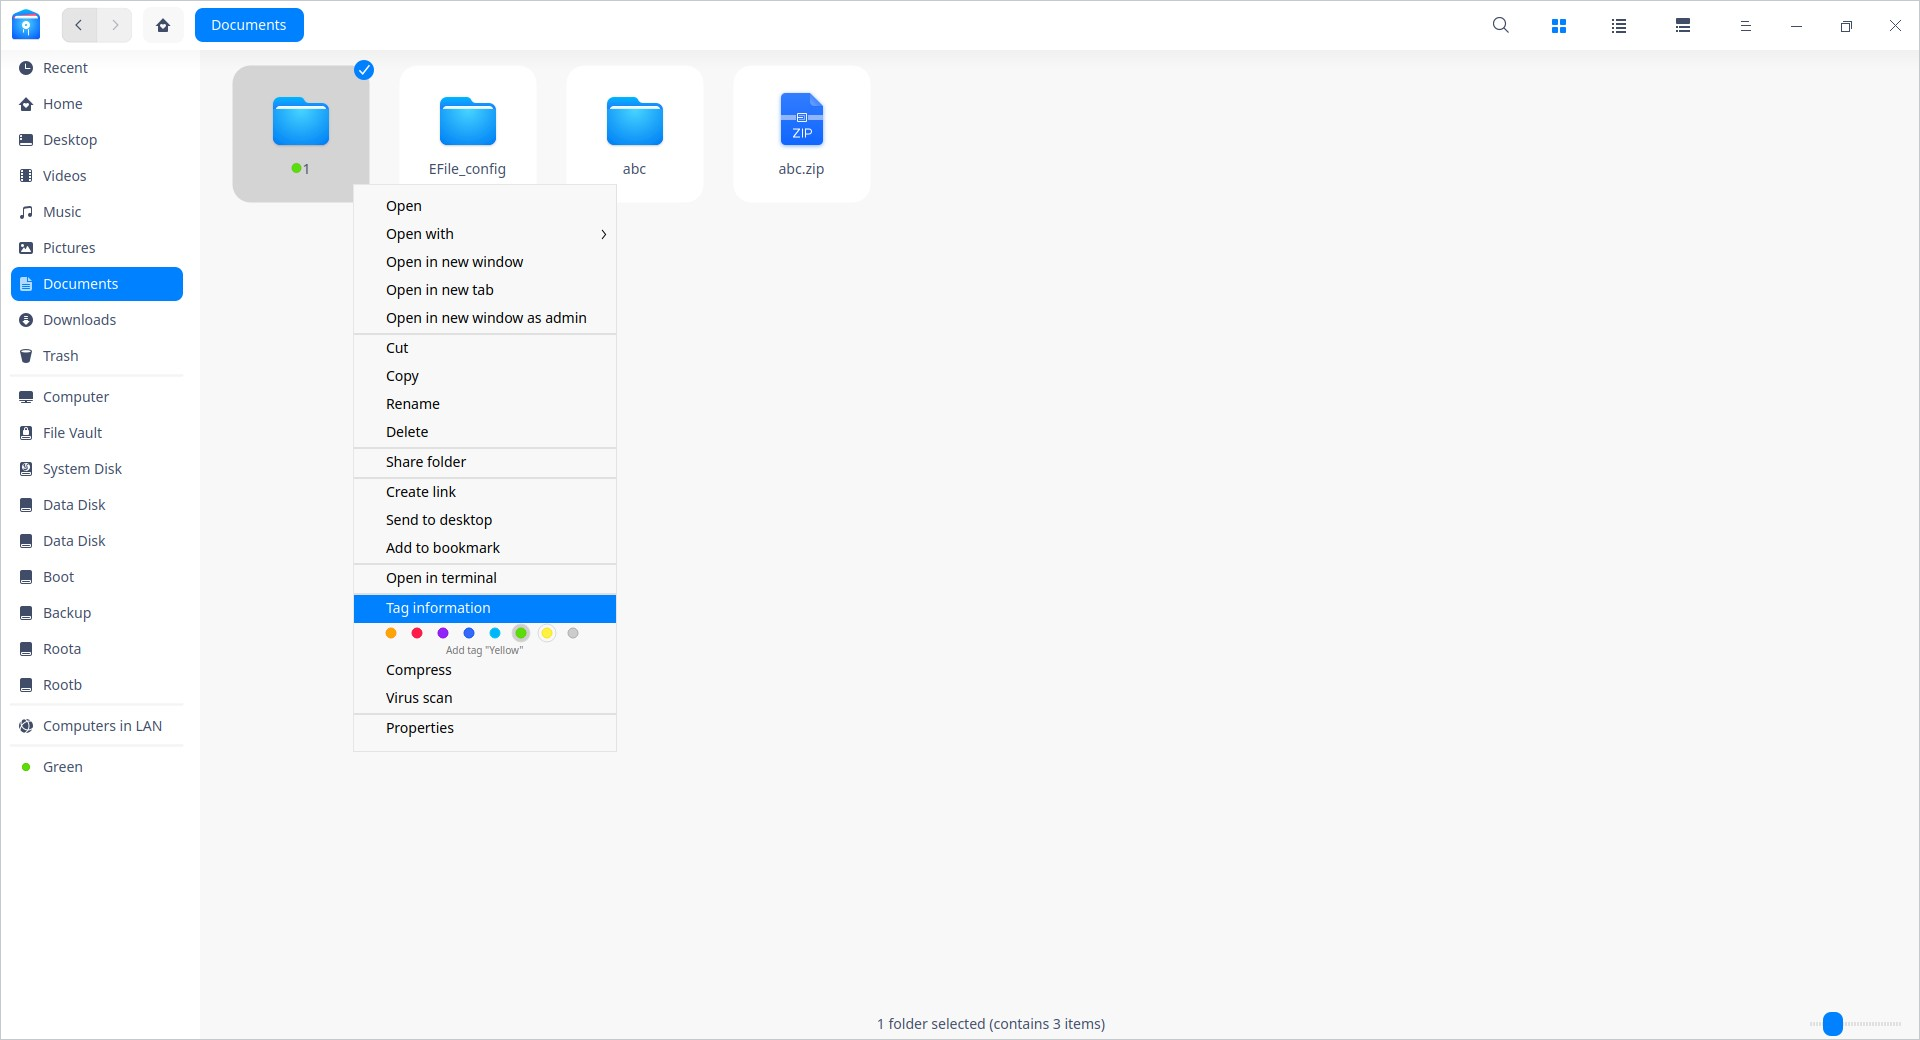 Documents
Recent
Home
Desktop
Videos
Music
Pictures
Documents
Downloads
Trash
Computer
File Vault
System Disk
Data Disk
Data Disk
Boot
Backup
Roota
Rootb
Computers in LAN
Green
1
EFile_config
abc
ZIP
abc.zip
Open
Open with
Open in new window
Open in new tab
Open in new window as admin
Cut
Copy
Rename
Delete
Share folder
Create link
Send to desktop
Add to bookmark
Open in terminal
Tag information
Add tag "Yellow"
Compress
Virus scan
Properties
1 folder selected (contains 3 items)